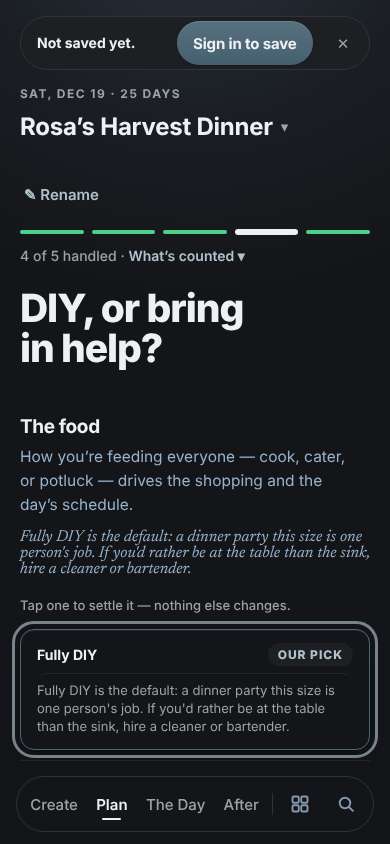 Not saved yet.
Sign in to save
×
SAT, DEC 19 · 25 DAYS
Rosa’s Harvest Dinner ▾
✎ Rename
4 of 5 handled · What’s counted ▾
DIY, or bring
in help?
The food
How you’re feeding everyone — cook, cater,
or potluck — drives the shopping and the
day’s schedule.
Fully DIY is the default: a dinner party this size is one
person's job. If you'd rather be at the table than the sink,
hire a cleaner or bartender.
Tap one to settle it — nothing else changes.
Fully DIY
OUR PICK
Fully DIY is the default: a dinner party this size is
one person's job. If you'd rather be at the table
than the sink, hire a cleaner or bartender.
Create
Plan
The Day
After